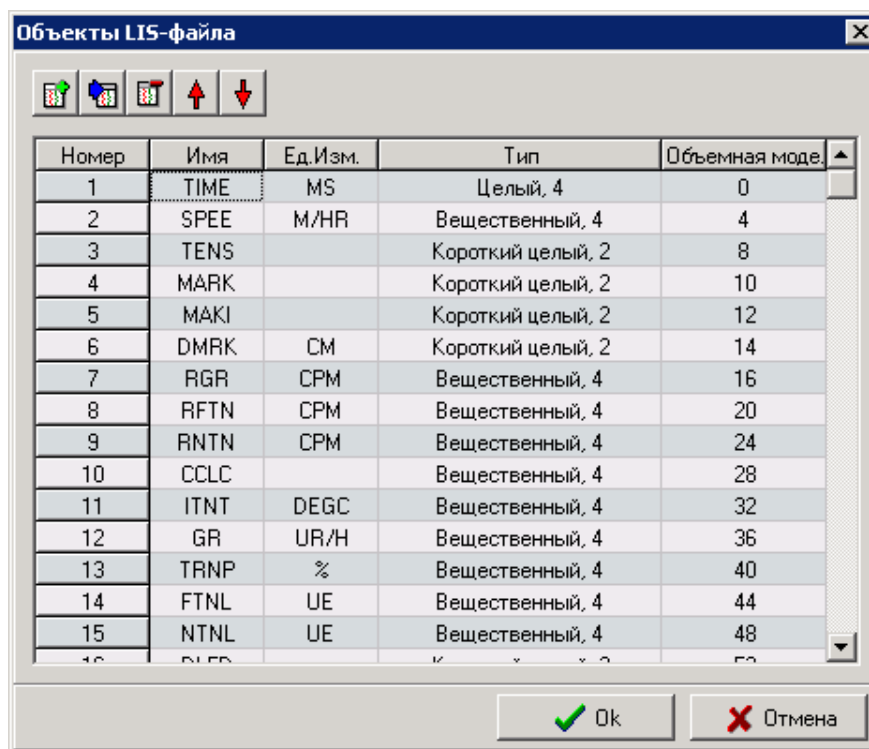 Объекты LIS-файла
Номер Имя Ед.Изм. Тип Объемная моде.
1 TIME MS Целый, 4 0
2 SPEE M/HR Вещественный, 4 4
3 TENS Короткий целый, 2 8
4 MARK Короткий целый, 2 10
5 MAKI Короткий целый, 2 12
6 DMRK CM Короткий целый, 2 14
7 RGR CPM Вещественный, 4 16
8 RFTN CPM Вещественный, 4 20
9 RNTN CPM Вещественный, 4 24
10 CCLC Вещественный, 4 28
11 ITNT DEGC Вещественный, 4 32
12 GR UR/H Вещественный, 4 36
13 TRNP % Вещественный, 4 40
14 FTNL UE Вещественный, 4 44
15 NTNL UE Вещественный, 4 48
Ok Отмена